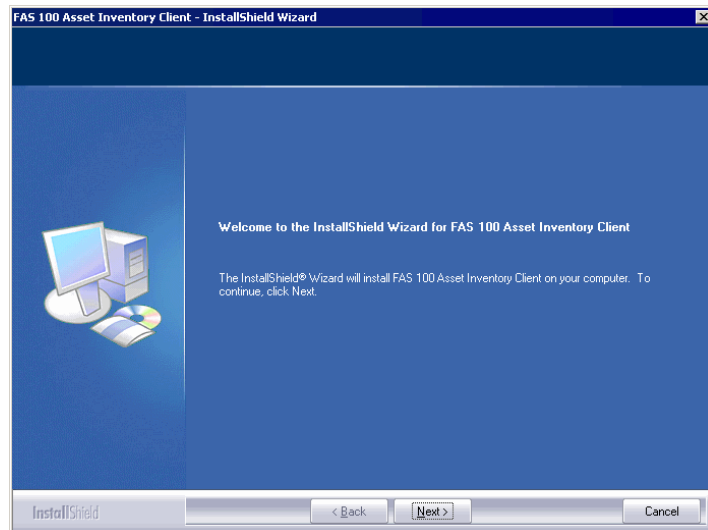 FAS 100 Asset Inventory Client - InstallShield Wizard
Welcome to the InstallShield Wizard for FAS 100 Asset Inventory Client
The InstallShield® Wizard will install FAS 100 Asset Inventory Client on your computer. To
continue, click Next.
InstallShield
< Back
Next >
Cancel